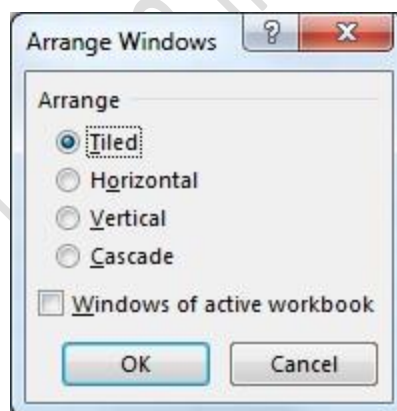 Arrange Windows ?
Arrange
Tiled
Horizontal
Vertical
Cascade
Windows of active workbook
OK Cancel